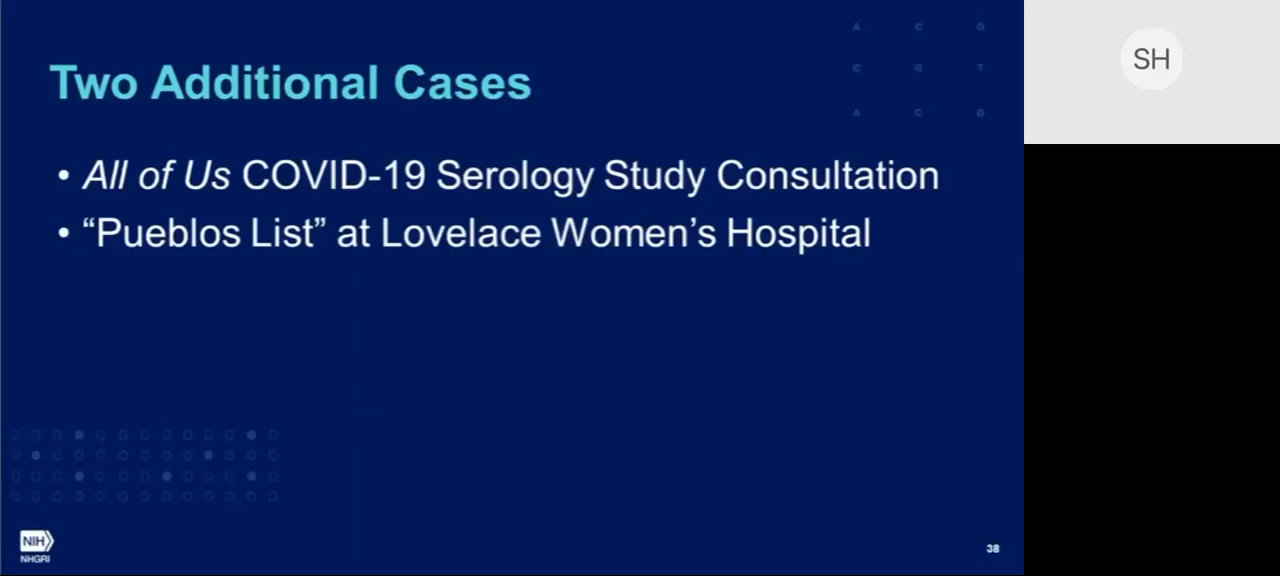 A C G
C G T
A C G
Two Additional Cases
• All of Us COVID-19 Serology Study Consultation
• “Pueblos List” at Lovelace Women’s Hospital
NIH
NHGRI
38
SH